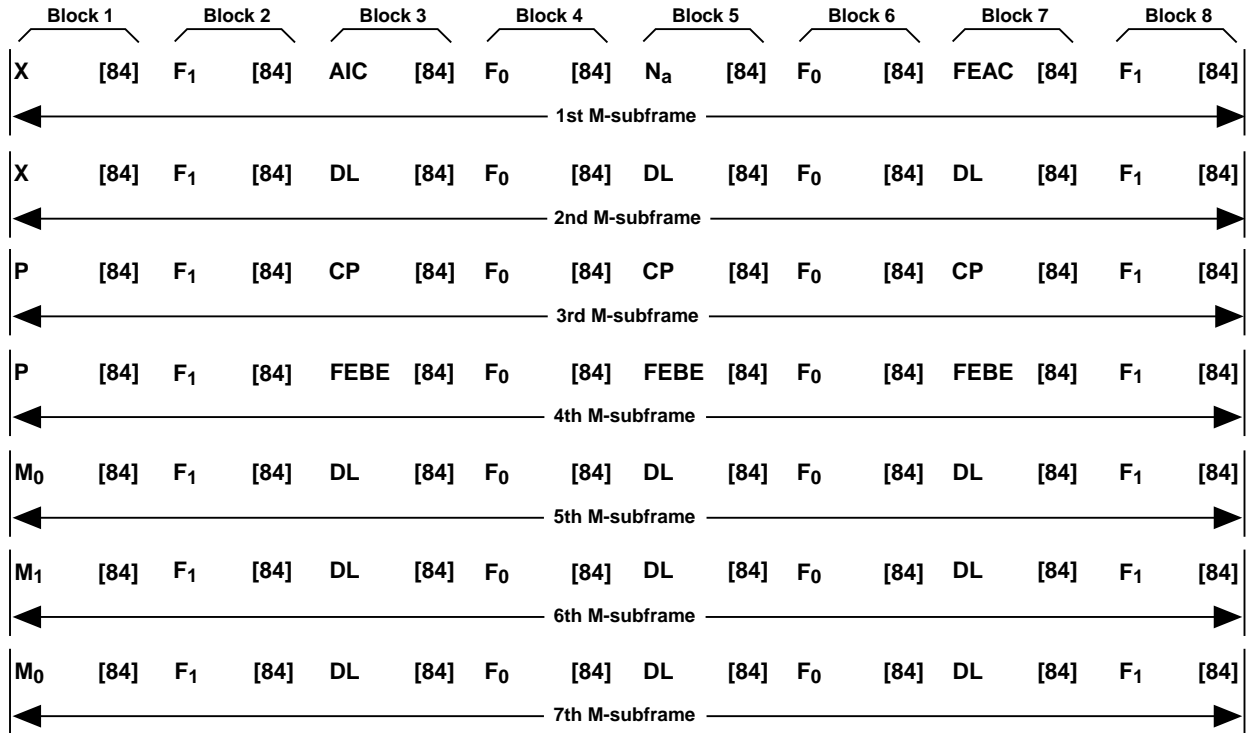 Block 1 Block 2 Block 3 Block 4 Block 5 Block 6 Block 7 Block 8
X [84] F1 [84] AIC [84] F0 [84] Na [84] F0 [84] FEAC [84] F1 [84]
1st M-subframe
X [84] F1 [84] DL [84] F0 [84] DL [84] F0 [84] DL [84] F1 [84]
2nd M-subframe
P [84] F1 [84] CP [84] F0 [84] CP [84] F0 [84] CP [84] F1 [84]
3rd M-subframe
P [84] F1 [84] FEBE [84] F0 [84] FEBE [84] F0 [84] FEBE [84] F1 [84]
4th M-subframe
M0 [84] F1 [84] DL [84] F0 [84] DL [84] F0 [84] DL [84] F1 [84]
5th M-subframe
M1 [84] F1 [84] DL [84] F0 [84] DL [84] F0 [84] DL [84] F1 [84]
6th M-subframe
M0 [84] F1 [84] DL [84] F0 [84] DL [84] F0 [84] DL [84] F1 [84]
7th M-subframe